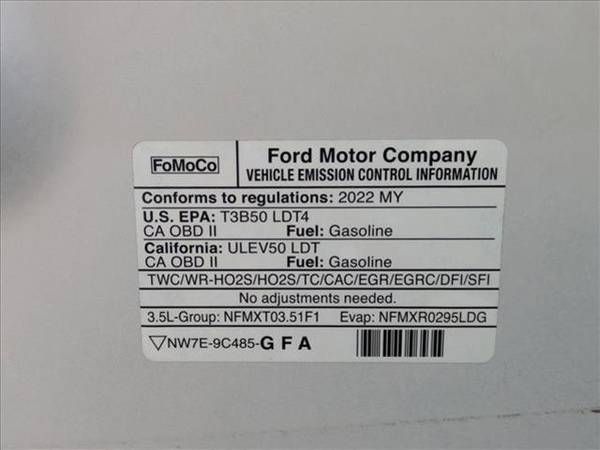 FoMoCo
Ford Motor Company
VEHICLE EMISSION CONTROL INFORMATION
Conforms to regulations: 2022 MY
U.S. EPA: T3B50 LDT4
CA OBD II Fuel: Gasoline
California: ULEV50 LDT
CA OBD II Fuel: Gasoline
TWC/WR-HO2S/HO2S/TC/CAC/EGR/EGRC/DFI/SFI
No adjustments needed.
3.5L-Group: NFMXT03.51F1 Evap: NFMXR0295LDG
▽NW7E-9C485-G F A